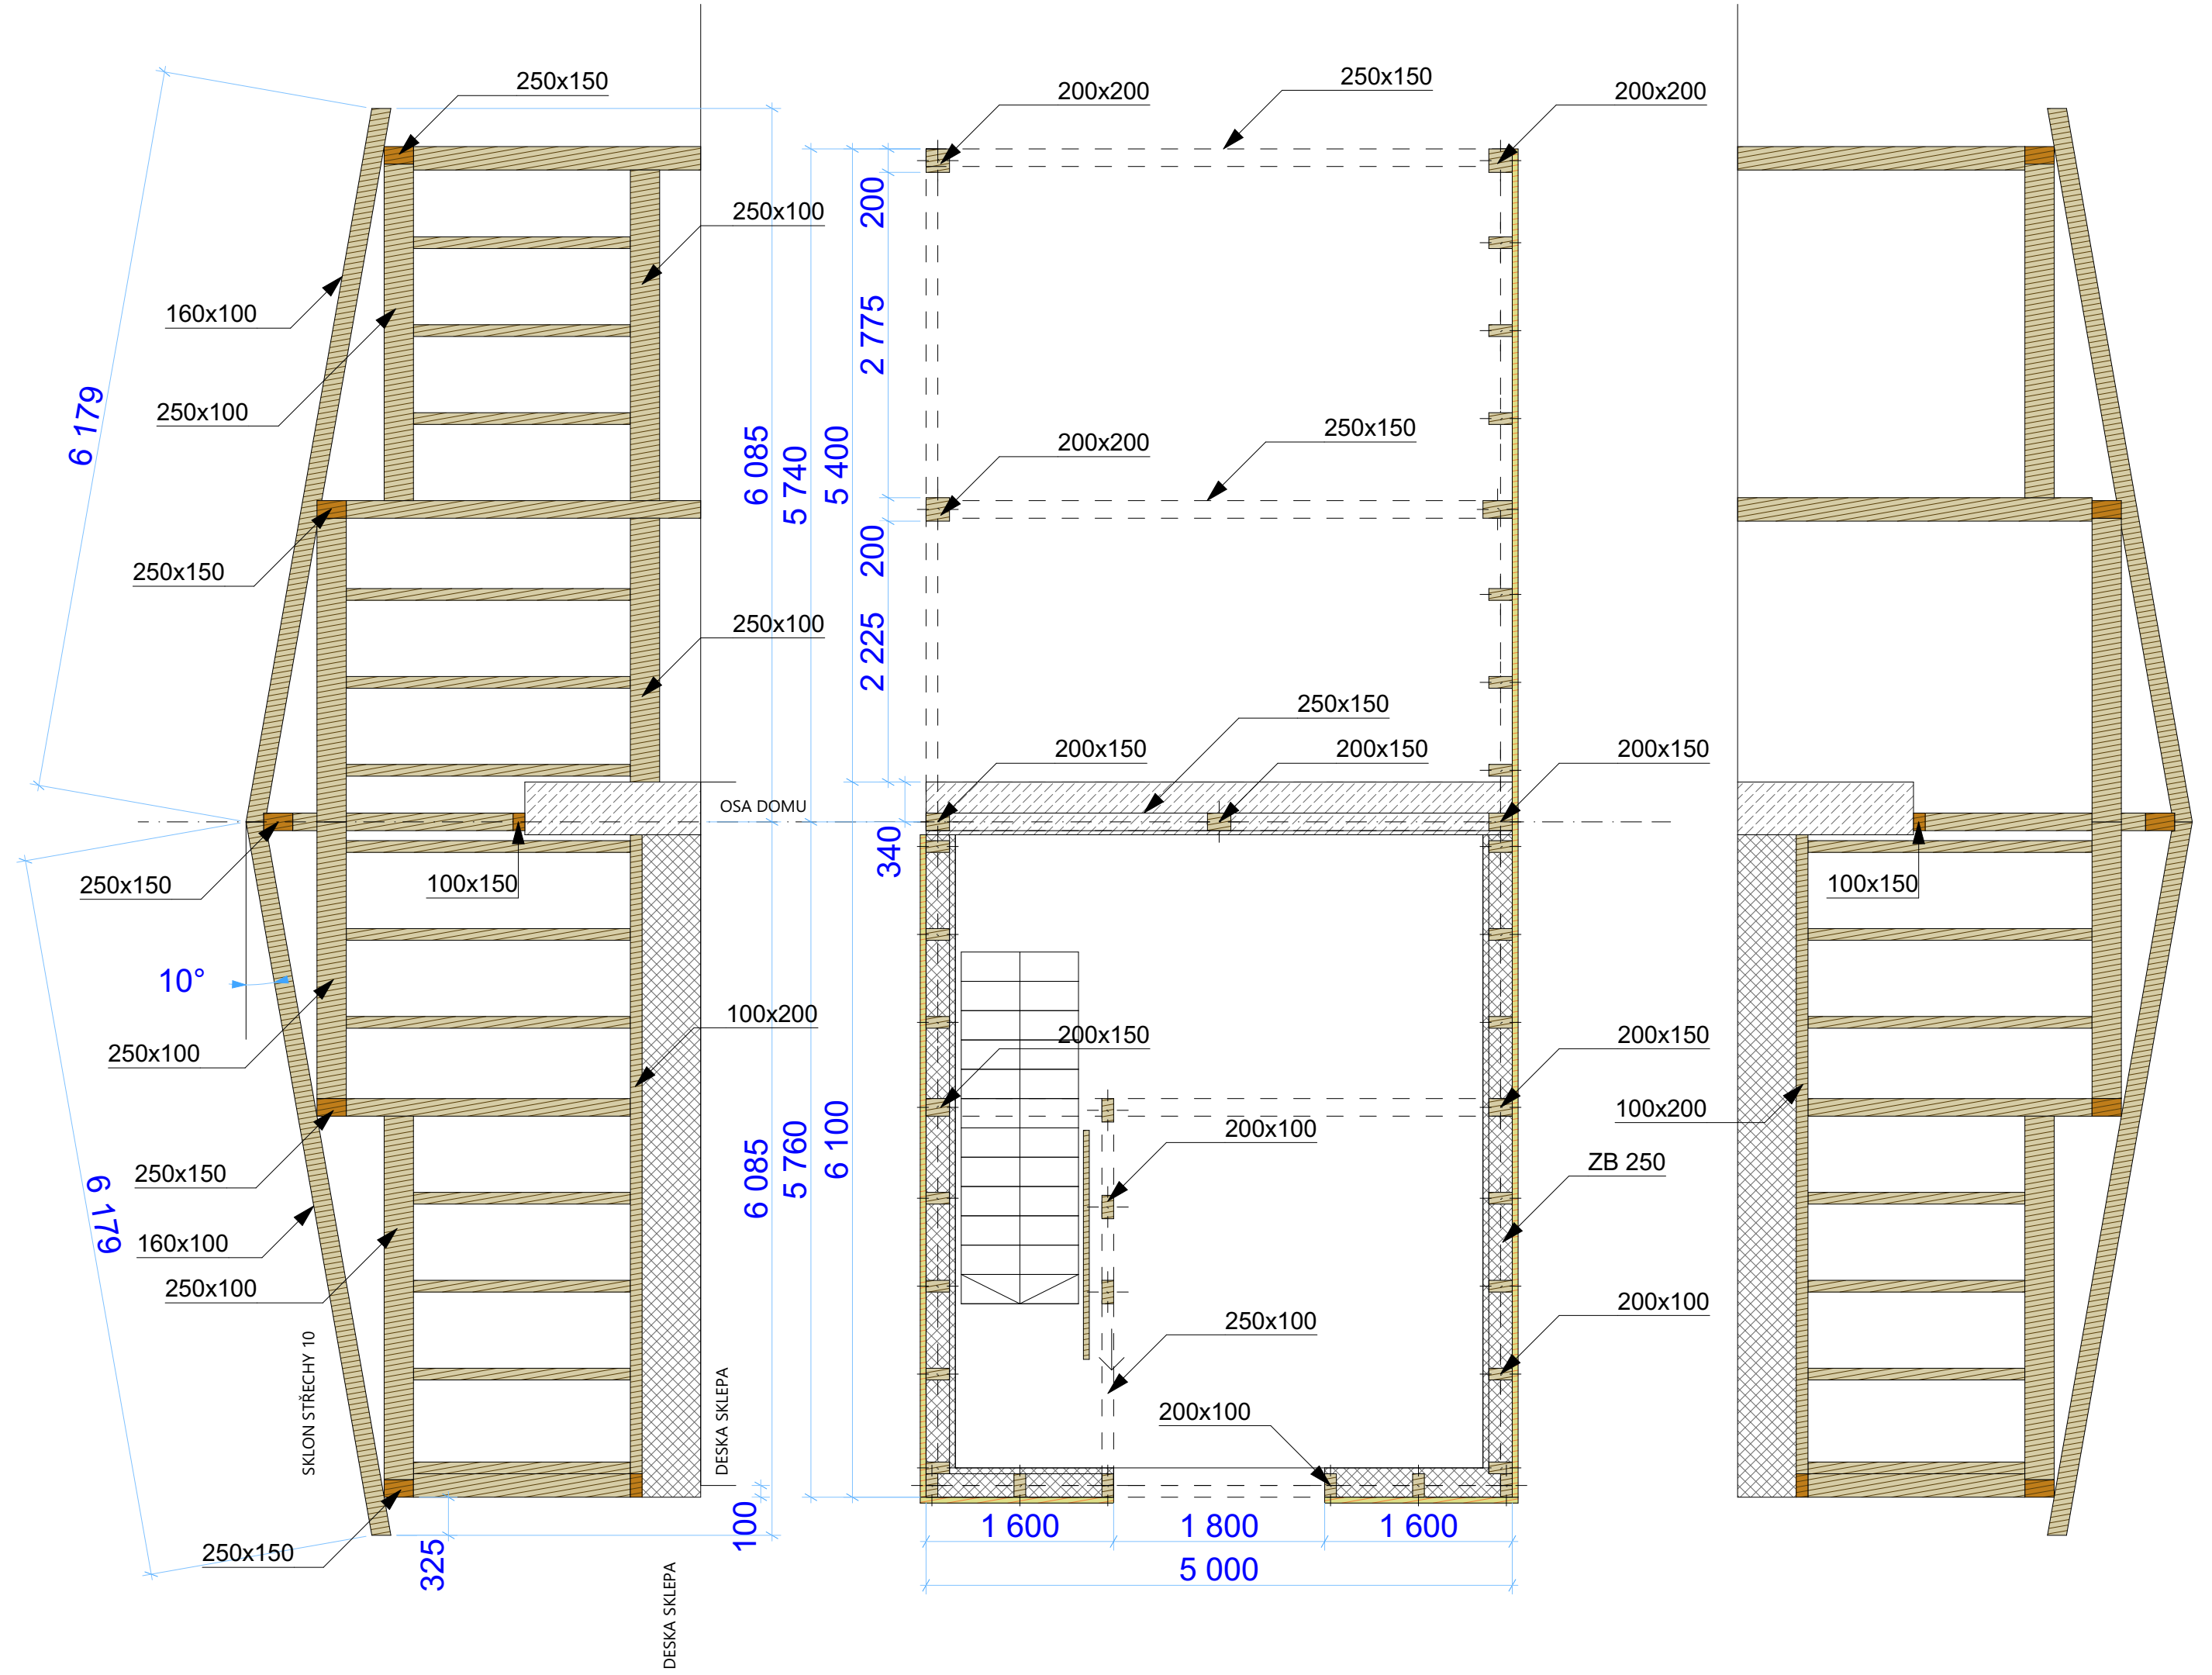 250x150
250x100
160x100
250x100
250x150
250x100
250x150
100x150
10°
250x100
100x200
250x150
160x100
250x100
250x150
6 179
6 179
SKLON STŘECHY 10
DESKA SKLEPA
DESKA SKLEPA
325
100
OSA DOMU
6 085
5 740
5 400
200
2 775
200
2 225
340
6 085
5 760
6 100
200x200
250x150
200x200
200x200
250x150
250x150
200x150
200x150
200x150
200x150
200x150
200x100
ZB 250
250x100
200x100
200x100
1 600
1 800
1 600
5 000
100x150
100x200